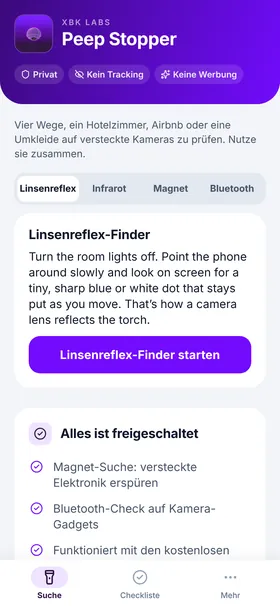 XBK LABS
Peep Stopper
Privat
Kein Tracking
Keine Werbung
Vier Wege, ein Hotelzimmer, Airbnb oder eine
Umkleide auf versteckte Kameras zu prüfen. Nutze
sie zusammen.
Linsenreflex
Infrarot
Magnet
Bluetooth
Linsenreflex-Finder
Turn the room lights off. Point the phone
around slowly and look on screen for a
tiny, sharp blue or white dot that stays
put as you move. That’s how a camera
lens reflects the torch.
Linsenreflex-Finder starten
Alles ist freigeschaltet
Magnet-Suche: versteckte
Elektronik erspüren
Bluetooth-Check auf Kamera-
Gadgets
Funktioniert mit den kostenlosen
Suche
Checkliste
Mehr